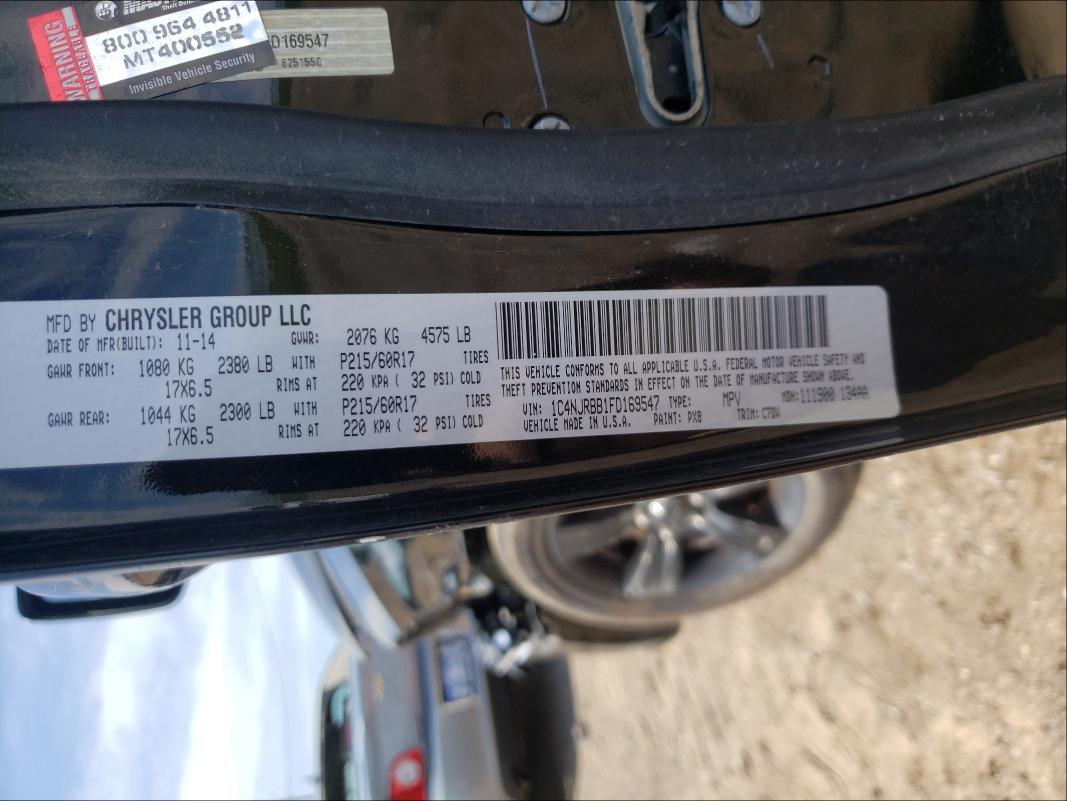 WARNING
800 964 4811
MT400552
Invisible Vehicle Security
D169547
625155C
MFD BY CHRYSLER GROUP LLC
DATE OF MFR(BUILT): 11-14 GVWR: 2076 KG 4575 LB
GAWR FRONT: 1080 KG 2380 LB WITH P215/60R17 TIRES
17X6.5 RIMS AT 220 KPA ( 32 PSI) COLD
GAWR REAR: 1044 KG 2300 LB WITH P215/60R17 TIRES
17X6.5 RIMS AT 220 KPA ( 32 PSI) COLD
THIS VEHICLE CONFORMS TO ALL APPLICABLE U.S.A. FEDERAL MOTOR VEHICLE SAFETY AND
THEFT PREVENTION STANDARDS IN EFFECT ON THE DATE OF MANUFACTURE SHOWN ABOVE.
VIN: 1C4NJRBB1FD169547 TYPE: MPV MDH: 111900 134AA
VEHICLE MADE IN U.S.A. PAINT: PX8 TRIM: C7DV